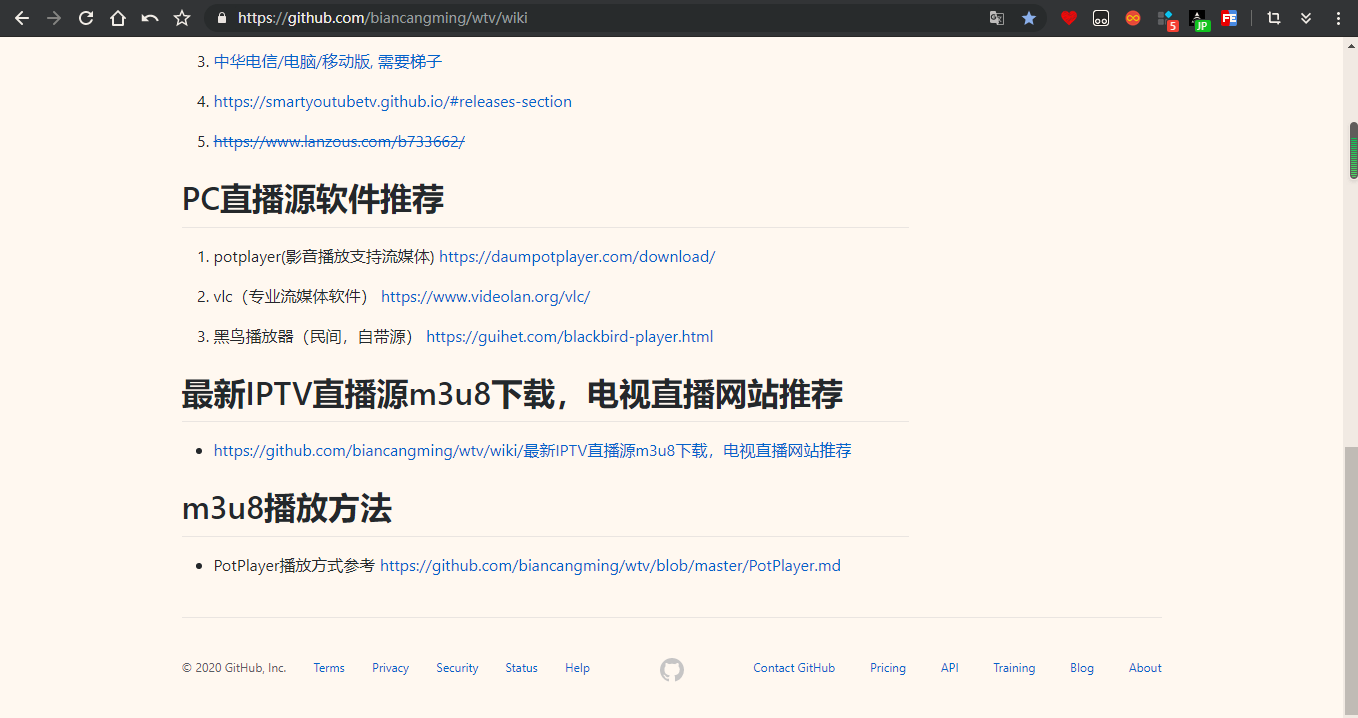 https://github.com/biancangming/wtv/wiki
5
JP
FE
3. 中华电信/电脑/移动版, 需要梯子
4. https://smartyoutubetv.github.io/#releases-section
5. https://www.lanzous.com/b733662/
PC直播源软件推荐
1. potplayer(影音播放支持流媒体) https://daumpotplayer.com/download/
2. vlc（专业流媒体软件） https://www.videolan.org/vlc/
3. 黑鸟播放器（民间，自带源） https://guihet.com/blackbird-player.html
最新IPTV直播源m3u8下载，电视直播网站推荐
• https://github.com/biancangming/wtv/wiki/最新IPTV直播源m3u8下载，电视直播网站推荐
m3u8播放方法
• PotPlayer播放方式参考 https://github.com/biancangming/wtv/blob/master/PotPlayer.md
© 2020 GitHub, Inc. Terms Privacy Security Status Help Contact GitHub Pricing API Training Blog About